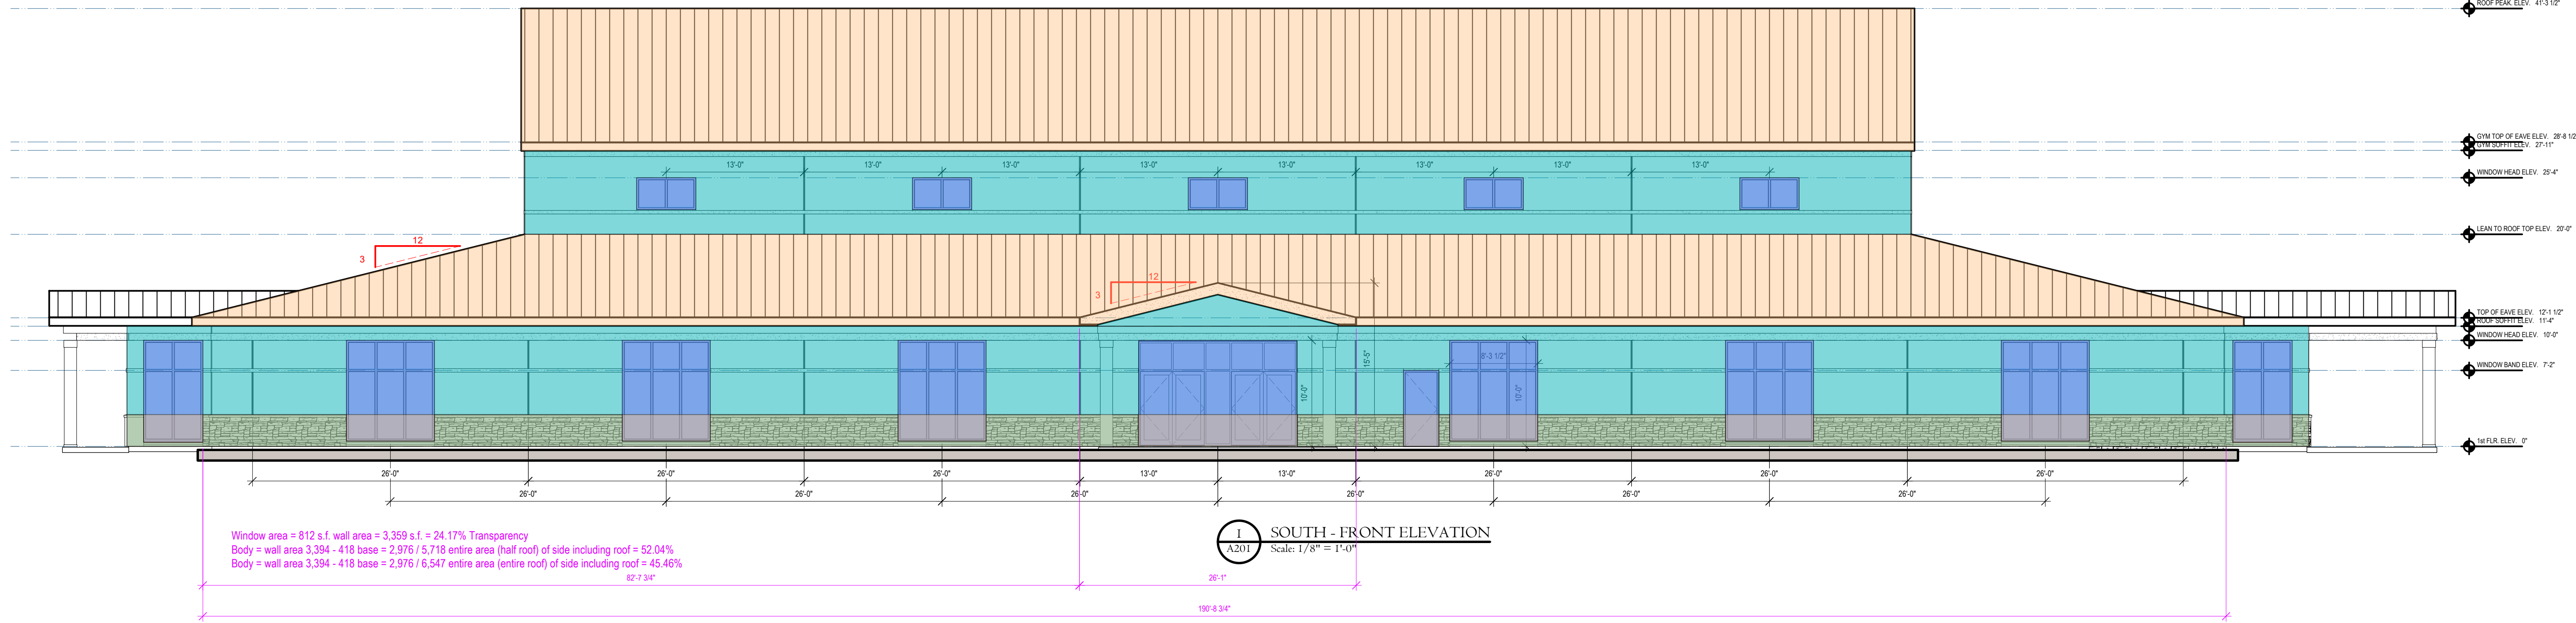 ROOF PEAK. ELEV. 41'-3 1/2"
GYM TOP OF EAVE ELEV. 28'-8 1/2
GYM SOFFIT ELEV. 27'-11"
13'-0" 13'-0" 13'-0" 13'-0" 13'-0" 13'-0" 13'-0" 13'-0"
WINDOW HEAD ELEV. 25'-4"
LEAN TO ROOF TOP ELEV. 20'-0"
12
3
12
3
TOP OF EAVE ELEV. 12'-1 1/2"
ROOF SOFFIT ELEV. 11'-4"
WINDOW HEAD ELEV. 10'-0"
15'-5"
8'-3 1/2"
WINDOW BAND ELEV. 7'-2"
10'-0"
10'-0"
1st FLR. ELEV. 0"
26'-0" 26'-0" 26'-0" 13'-0" 13'-0" 26'-0" 26'-0" 26'-0"
26'-0" 26'-0" 26'-0" 26'-0" 26'-0" 26'-0"
Window area = 812 s.f. wall area = 3,359 s.f. = 24.17% Transparency
Body = wall area 3,394 - 418 base = 2,976 / 5,718 entire area (half roof) of side including roof = 52.04%
Body = wall area 3,394 - 418 base = 2,976 / 6,547 entire area (entire roof) of side including roof = 45.46%
I
A201
SOUTH - FRONT ELEVATION
Scale: 1/8" = 1'-0"
82'-7 3/4" 26'-1"
190'-8 3/4"